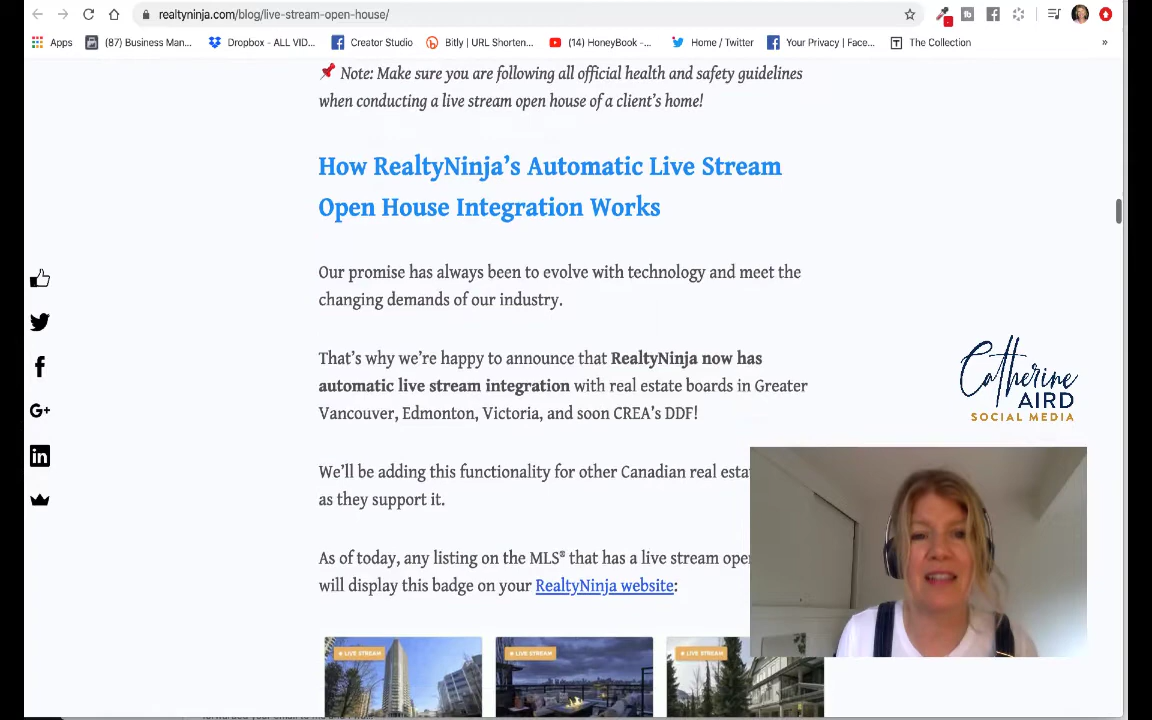 realtyninja.com/blog/live-stream-open-house/
Apps
(87) Business Man...
Dropbox - ALL VID...
Creator Studio
Bitly | URL Shorten...
(14) HoneyBook -...
Home / Twitter
Your Privacy | Face...
The Collection
»
Note: Make sure you are following all official health and safety guidelines
when conducting a live stream open house of a client's home!
How RealtyNinja's Automatic Live Stream
Open House Integration Works
Our promise has always been to evolve with technology and meet the
changing demands of our industry.
That's why we're happy to announce that RealtyNinja now has
automatic live stream integration with real estate boards in Greater
Vancouver, Edmonton, Victoria, and soon CREA's DDF!
We'll be adding this functionality for other Canadian real esta
as they support it.
As of today, any listing on the MLS® that has a live stream ope
will display this badge on your RealtyNinja website:
LIVE STREAM
LIVE STREAM
LIVE STREAM
Catherine
AIRD
SOCIAL MEDIA